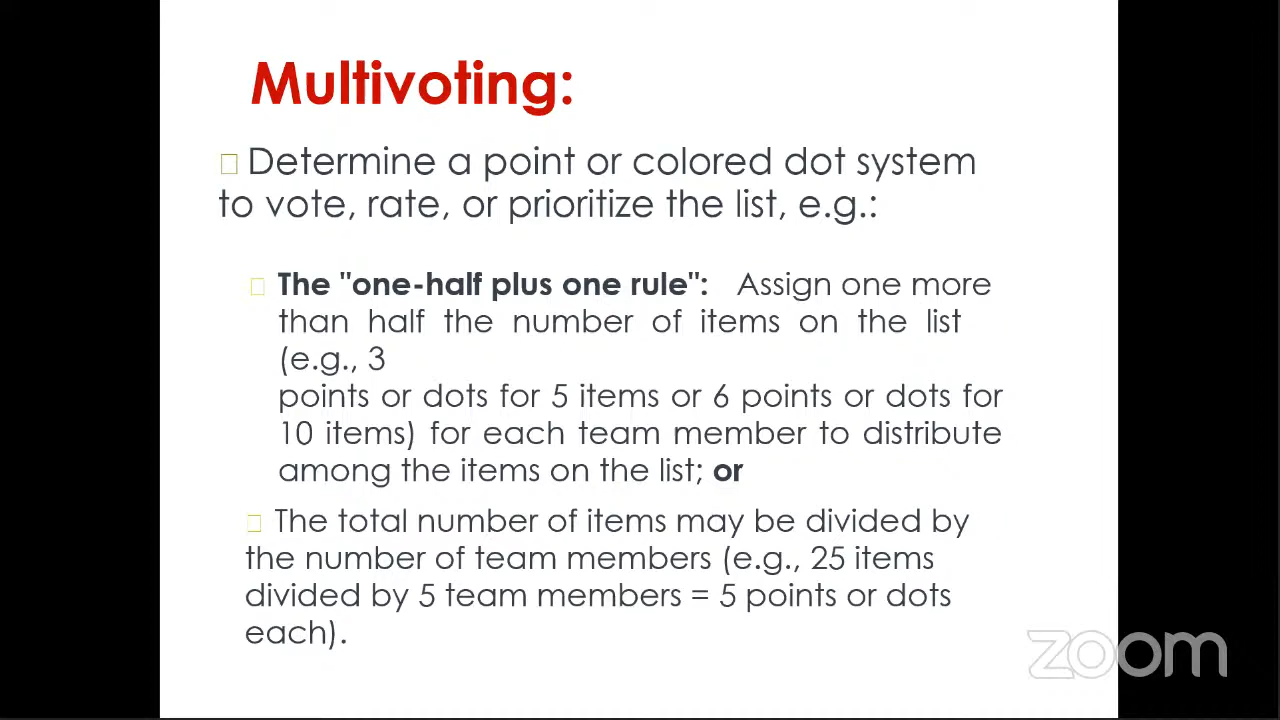 Multivoting:
Determine a point or colored dot system
to vote, rate, or prioritize the list, e.g.:
The "one-half plus one rule": Assign one more
than half the number of items on the list
(e.g., 3
points or dots for 5 items or 6 points or dots for
10 items) for each team member to distribute
among the items on the list; or
The total number of items may be divided by
the number of team members (e.g., 25 items
divided by 5 team members = 5 points or dots
each).
zoom